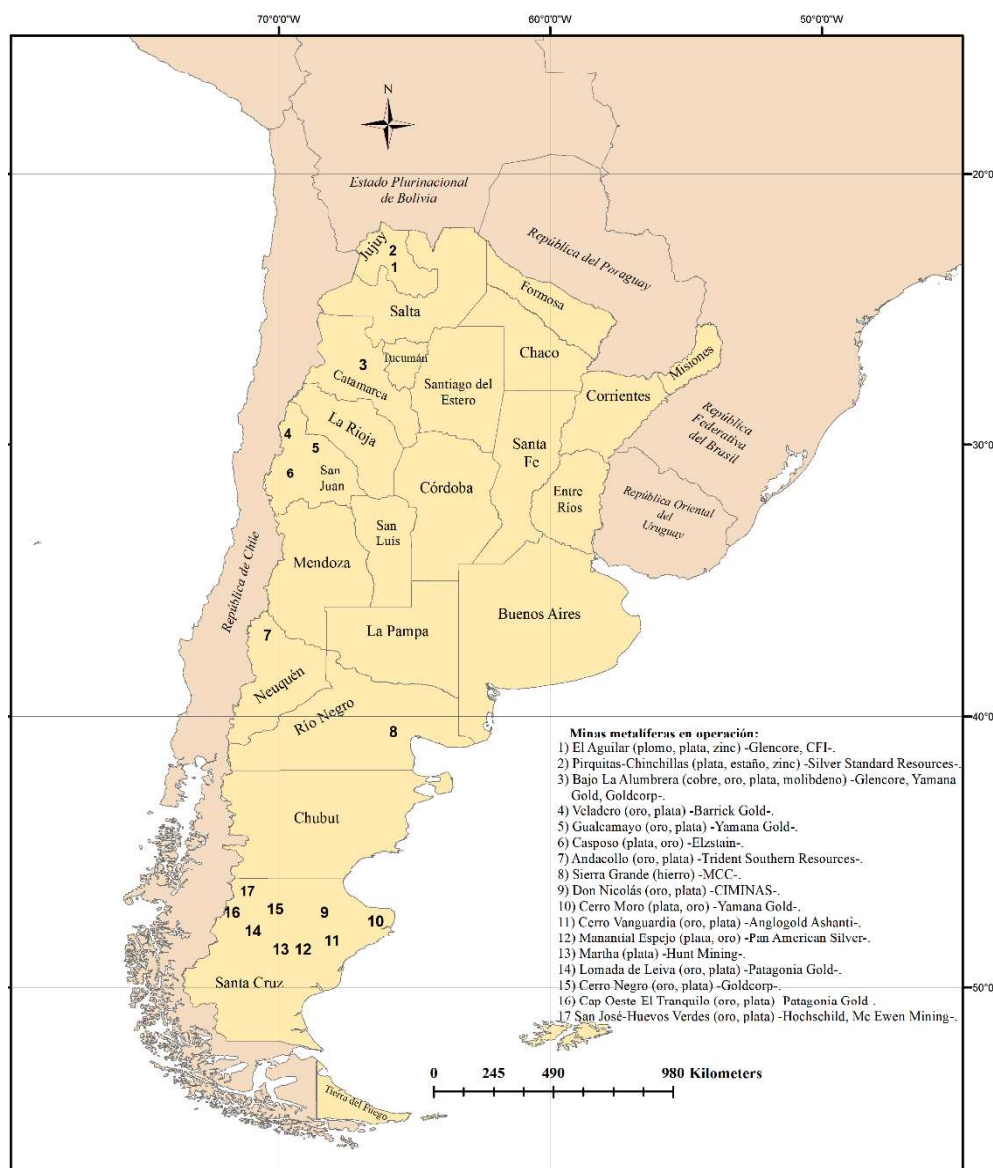 70°0'0"W 60°0'0"W 50°0'0"W
N
20°0
Estado Plurinacional
de Bolivia
República del Paraguay
Jujuy
2
1
Salta
Formosa
Chaco
Misiones
3
Tucumán
Catamarca
Santiago del
Estero
Corrientes
República
Federativa
del Brasil
30°0
La Rioja
4
5
6
San
Juan
Santa
Fe
Córdoba
Entre
Ríos
República Oriental
del
Uruguay
San
Luis
Mendoza
República de Chile
Buenos Aires
La Pampa
7
Neuquén
Río Negro
8
40°0
Chubut
17
16
15
14
9
10
11
13
12
Santa Cruz
50°0
Tierra del Fuego
Minas metalíferas en operación:
1) El Aguilar (plomo, plata, zinc) -Glencore, CFI-.
2) Pirquitas-Chinchillas (plata, estaño, zinc) -Silver Standard Resources-.
3) Bajo La Alumbrera (cobre, oro, plata, molibdeno) -Glencore, Yamana
Gold, Goldcorp-.
4) Veladero (oro, plata) -Barrick Gold-.
5) Gualcamayo (oro, plata) -Yamana Gold-.
6) Casposo (plata, oro) -Elzstain-.
7) Andacollo (oro, plata) -Trident Southern Resources-.
8) Sierra Grande (hierro) -MCC-.
9) Don Nicolás (oro, plata) -CIMINAS-.
10) Cerro Moro (plata, oro) -Yamana Gold-.
11) Cerro Vanguardia (oro, plata) -Anglogold Ashanti-.
12) Manantial Espejo (plata, oro) -Pan American Silver-.
13) Martha (plata) -Hunt Mining-.
14) Lomada de Leiva (oro, plata) -Patagonia Gold-.
15) Cerro Negro (oro, plata) -Goldcorp-.
16) Cap Oeste El Tranquilo (oro, plata) Patagonia Gold .
17 San José-Huevos Verdes (oro, plata) -Hochschild, Mc Ewen Mining-.
0 245 490 980 Kilometers